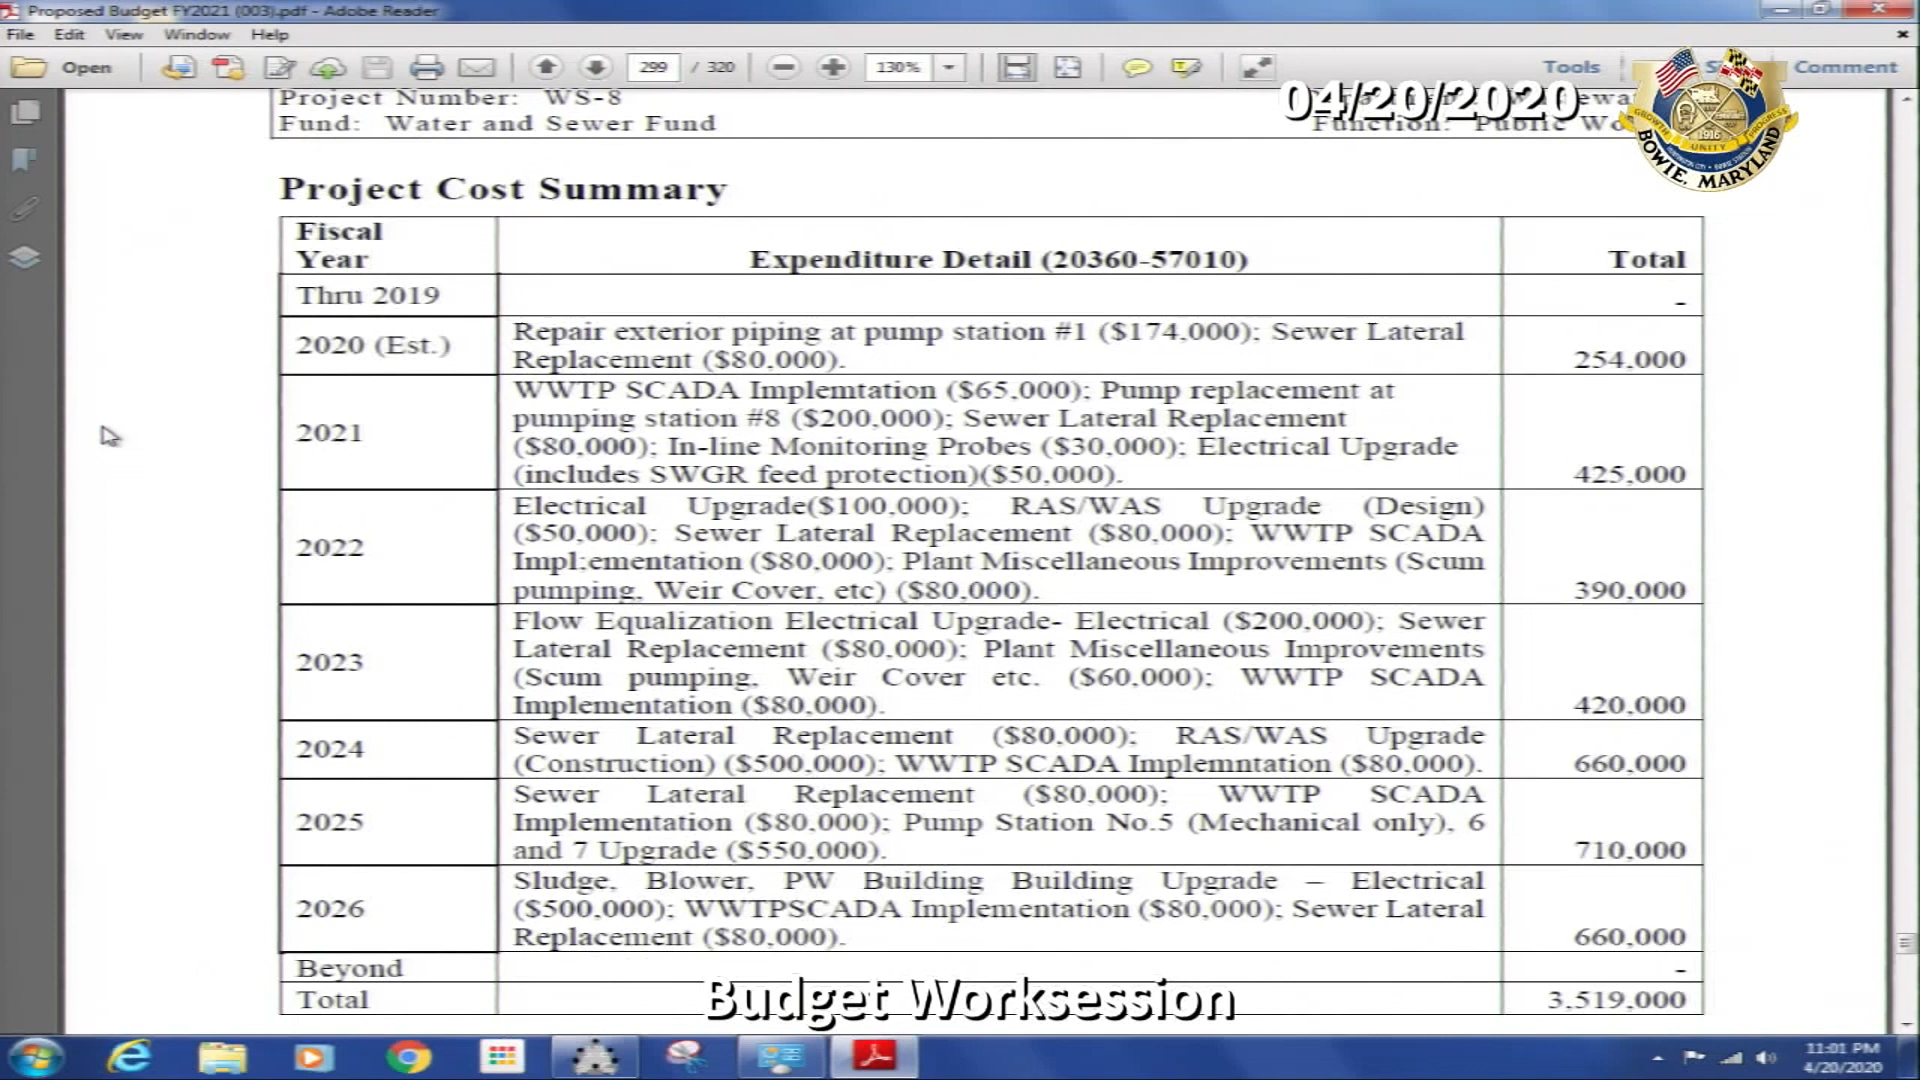 Proposed Budget FY2021 (003).pdf - Adobe Reader
File Edit View Window Help
Open 299 / 320 130% Tools Comment
04/20/2020
Project Number: WS-8
Fund: Water and Sewer Fund Function: Public
GROWTH PROGRESS
1916
UNITY
BOWIE, MARYLAND
Project Cost Summary
Fiscal
Year Expenditure Detail (20360-57010) Total
Thru 2019 -
2020 (Est.) Repair exterior piping at pump station #1 ($174,000); Sewer Lateral
Replacement ($80,000). 254,000
WWTP SCADA Implemtation ($65,000); Pump replacement at
2021 pumping station #8 ($200,000); Sewer Lateral Replacement
($80,000); In-line Monitoring Probes ($30,000); Electrical Upgrade
(includes SWGR feed protection)($50,000). 425,000
Electrical Upgrade($100,000); RAS/WAS Upgrade (Design)
2022 ($50,000); Sewer Lateral Replacement ($80,000); WWTP SCADA
Impl;ementation ($80,000); Plant Miscellaneous Improvements (Scum
pumping, Weir Cover, etc) ($80,000). 390,000
Flow Equalization Electrical Upgrade- Electrical ($200,000); Sewer
2023 Lateral Replacement ($80,000); Plant Miscellaneous Improvements
(Scum pumping, Weir Cover etc. ($60,000); WWTP SCADA
Implementation ($80,000). 420,000
2024 Sewer Lateral Replacement ($80,000); RAS/WAS Upgrade
(Construction) ($500,000); WWTP SCADA Implemntation ($80,000). 660,000
Sewer Lateral Replacement ($80,000); WWTP SCADA
2025 Implementation ($80,000); Pump Station No.5 (Mechanical only), 6
and 7 Upgrade ($550,000). 710,000
Sludge, Blower, PW Building Building Upgrade – Electrical
2026 ($500,000); WWTPSCADA Implementation ($80,000); Sewer Lateral
Replacement ($80,000). 660,000
Beyond -
Total 3,519,000
Budget Worksession
11:01 PM
4/20/2020